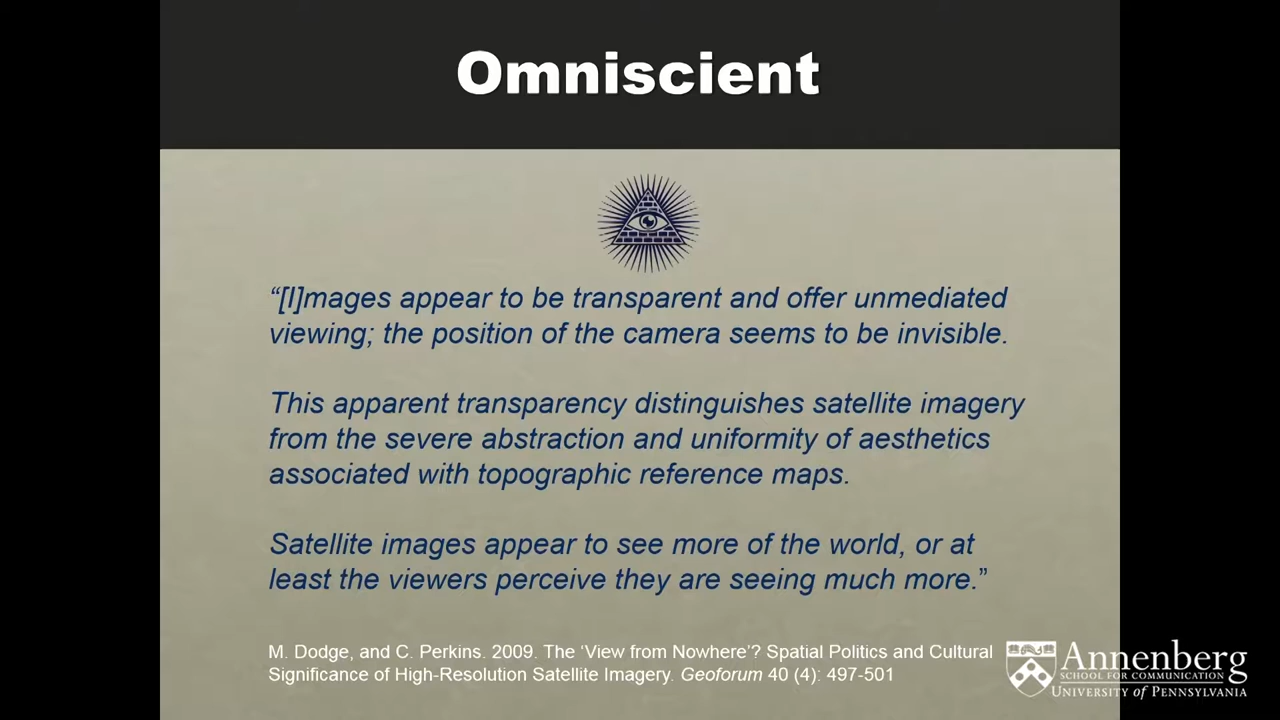 Omniscient
“[I]mages appear to be transparent and offer unmediated
viewing; the position of the camera seems to be invisible.
This apparent transparency distinguishes satellite imagery
from the severe abstraction and uniformity of aesthetics
associated with topographic reference maps.
Satellite images appear to see more of the world, or at
least the viewers perceive they are seeing much more.”
M. Dodge, and C. Perkins. 2009. The ‘View from Nowhere’? Spatial Politics and Cultural
Significance of High-Resolution Satellite Imagery. Geoforum 40 (4): 497-501
Annenberg
SCHOOL FOR COMMUNICATION
UNIVERSITY OF PENNSYLVANIA